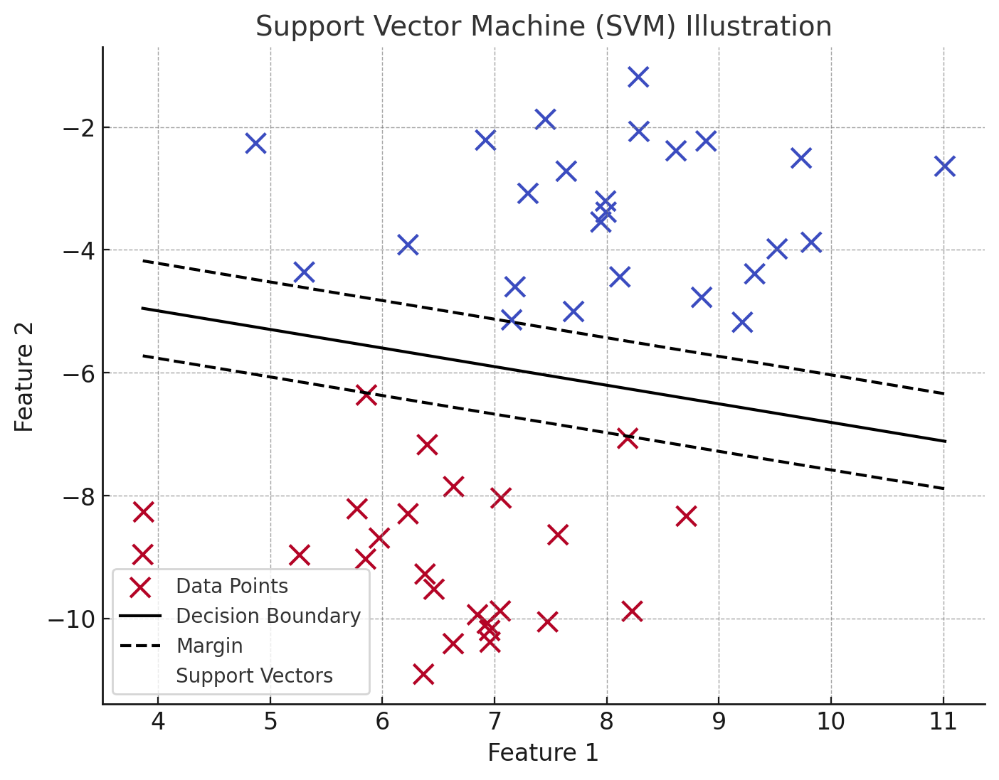 Support Vector Machine (SVM) Illustration
Feature 2
−2
−4
−6
−8
−10
Data Points
Decision Boundary
Margin
Support Vectors
4 5 6 7 8 9 10 11
Feature 1